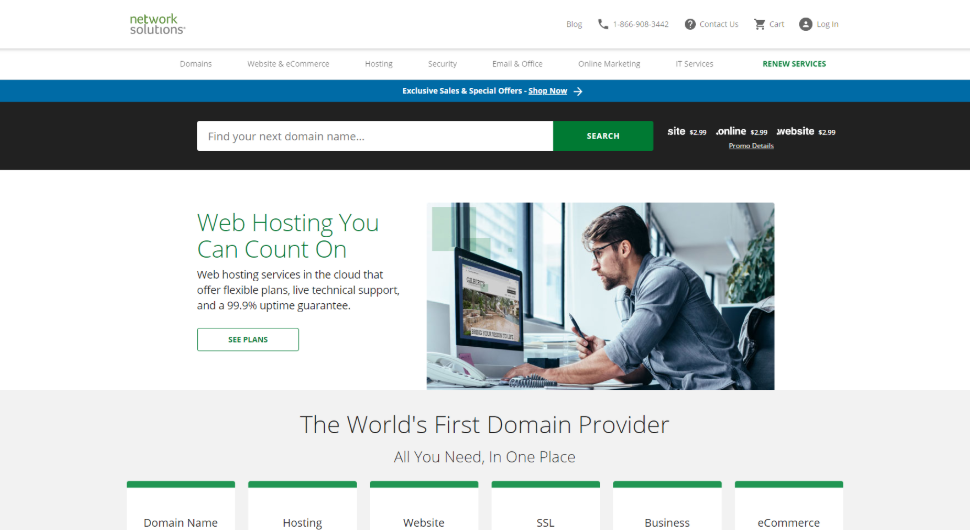 network
solutions®
Blog
1-866-908-3442
Contact Us
Cart
Log In
Domains
Website & eCommerce
Hosting
Security
Email & Office
Online Marketing
IT Services
RENEW SERVICES
Exclusive Sales & Special Offers - Shop Now
Find your next domain name...
SEARCH
.site $2.99
.online $2.99
.website $2.99
Promo Details
Web Hosting You
Can Count On
Web hosting services in the cloud that
offer flexible plans, live technical support,
and a 99.9% uptime guarantee.
SEE PLANS
The World's First Domain Provider
All You Need, In One Place
Domain Name
Hosting
Website
SSL
Business
eCommerce